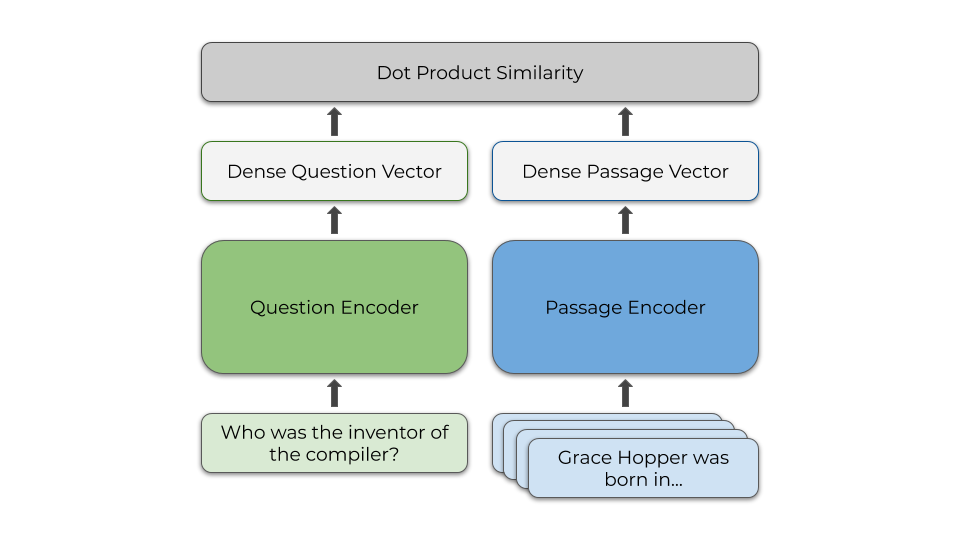 Dot Product Similarity
Dense Question Vector
Dense Passage Vector
Question Encoder
Passage Encoder
Who was the inventor of
the compiler?
Grace Hopper was
born in...